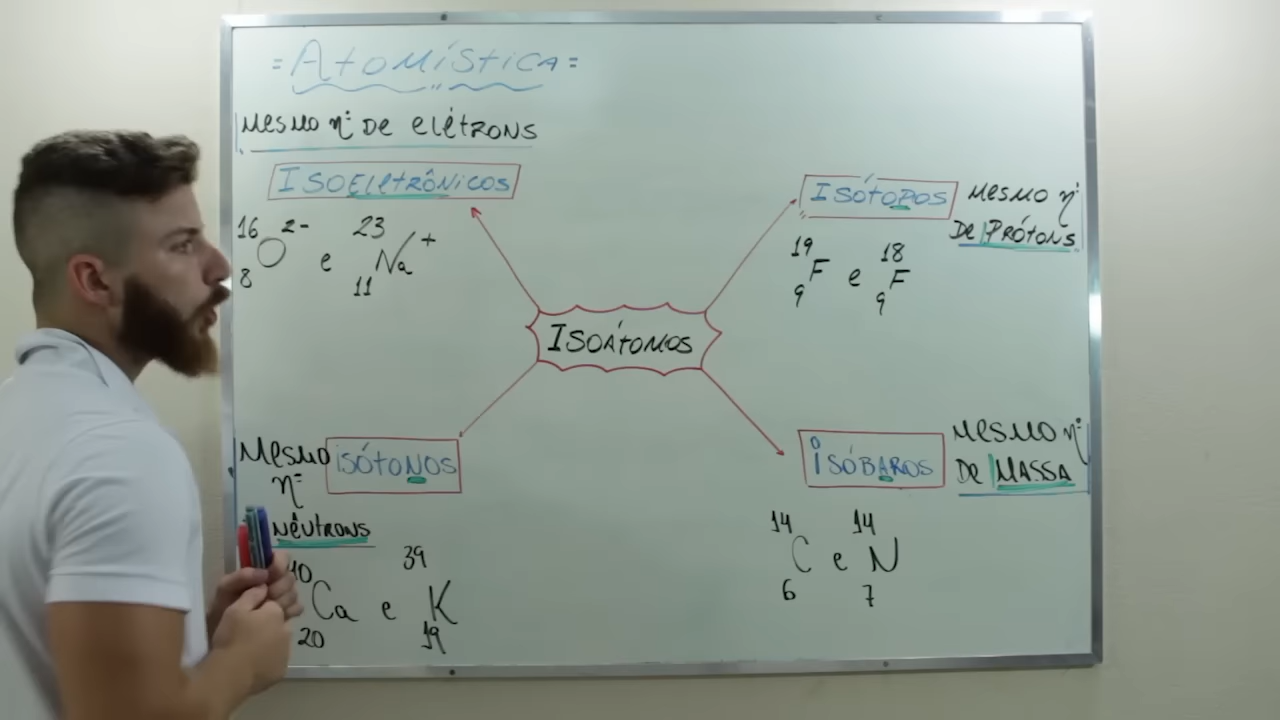 = Atomística =
Mesmo nº de elétrons
Isoeletrônicos
16 2- 23 +
O e Na
8 11
Isótopos Mesmo nº
de Prótons
19 18
F e F
9 9
Isoátomos
Mesmo isótonos
nº
nêutrons
40 39
Ca e K
20 19
isóbaros Mesmo nº
de Massa
14 14
C e N
6 7